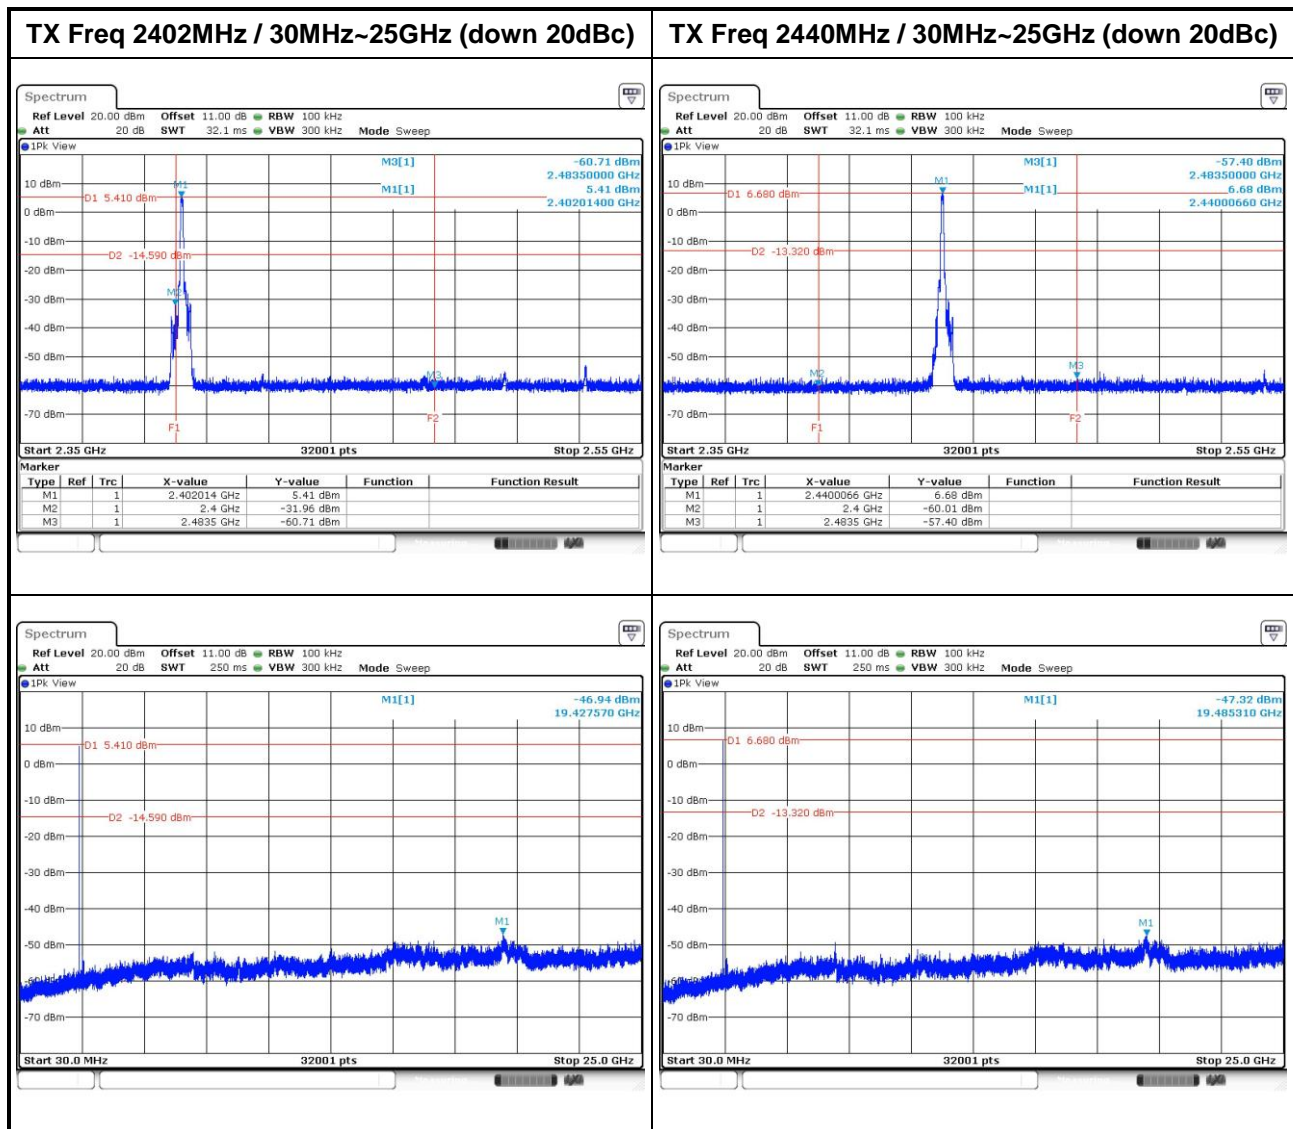 TX Freq 2402MHz / 30MHz~25GHz (down 20dBc)
TX Freq 2440MHz / 30MHz~25GHz (down 20dBc)
Spectrum
Ref Level 20.00 dBm Offset 11.00 dB RBW 100 kHz
Att 20 dB SWT 32.1 ms VBW 300 kHz Mode Sweep
1Pk View
M3[1] -60.71 dBm
2.48350000 GHz
M1[1] 5.41 dBm
2.40201400 GHz
10 dBm
M1
D1 5.410 dBm
0 dBm
-10 dBm
D2 -14.590 dBm
-20 dBm
M2
-30 dBm
-40 dBm
-50 dBm
M3
-70 dBm
F1
F2
Start 2.35 GHz 32001 pts Stop 2.55 GHz
Marker
Type Ref Trc X-value Y-value Function Function Result
M1 1 2.402014 GHz 5.41 dBm
M2 1 2.4 GHz -31.96 dBm
M3 1 2.4835 GHz -60.71 dBm
Spectrum
Ref Level 20.00 dBm Offset 11.00 dB RBW 100 kHz
Att 20 dB SWT 32.1 ms VBW 300 kHz Mode Sweep
1Pk View
M3[1] -57.40 dBm
2.48350000 GHz
M1[1] 6.68 dBm
2.44000660 GHz
10 dBm
M1
D1 6.680 dBm
0 dBm
-10 dBm
D2 -13.320 dBm
-20 dBm
-30 dBm
-40 dBm
-50 dBm
M2
M3
-70 dBm
F1
F2
Start 2.35 GHz 32001 pts Stop 2.55 GHz
Marker
Type Ref Trc X-value Y-value Function Function Result
M1 1 2.4400066 GHz 6.68 dBm
M2 1 2.4 GHz -60.01 dBm
M3 1 2.4835 GHz -57.40 dBm
Spectrum
Ref Level 20.00 dBm Offset 11.00 dB RBW 100 kHz
Att 20 dB SWT 250 ms VBW 300 kHz Mode Sweep
1Pk View
M1[1] -46.94 dBm
19.427570 GHz
10 dBm
D1 5.410 dBm
0 dBm
-10 dBm
D2 -14.590 dBm
-20 dBm
-30 dBm
-40 dBm
M1
-50 dBm
-70 dBm
Start 30.0 MHz 32001 pts Stop 25.0 GHz
Spectrum
Ref Level 20.00 dBm Offset 11.00 dB RBW 100 kHz
Att 20 dB SWT 250 ms VBW 300 kHz Mode Sweep
1Pk View
M1[1] -47.32 dBm
19.485310 GHz
10 dBm
D1 6.680 dBm
0 dBm
-10 dBm
D2 -13.320 dBm
-20 dBm
-30 dBm
-40 dBm
M1
-50 dBm
-70 dBm
Start 30.0 MHz 32001 pts Stop 25.0 GHz